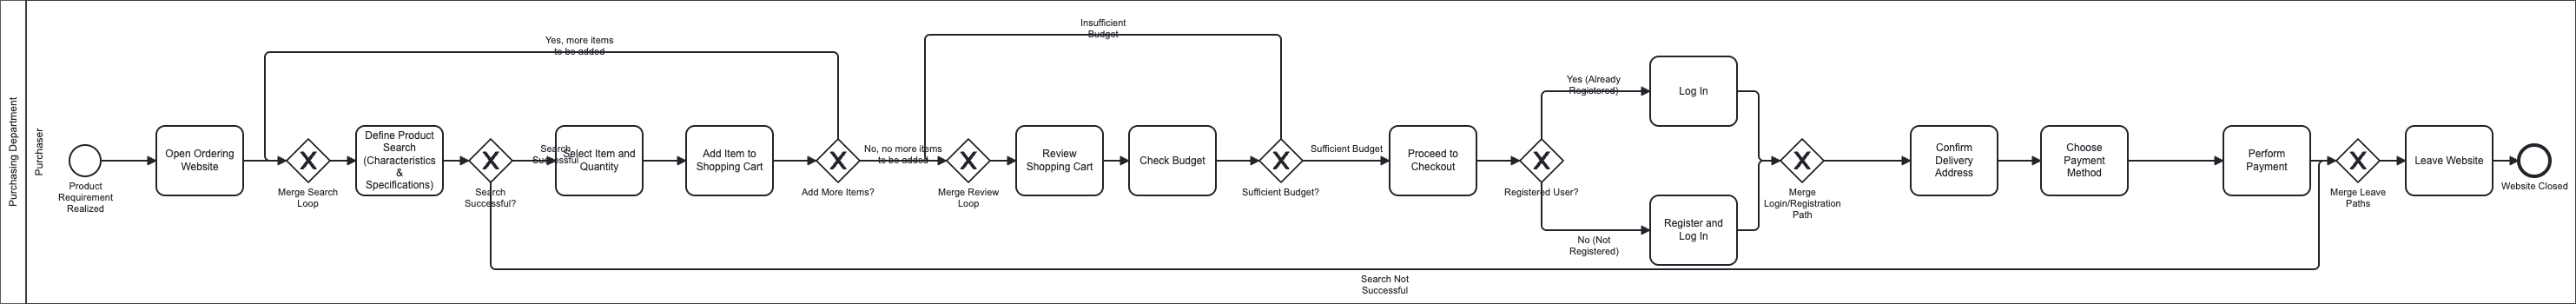 Purchasing Department
Purchaser
Product
Requirement
Realized
Open Ordering
Website
Yes, more items
to be added
Merge Search
Loop
Define Product
Search
(Characteristics
&
Specifications)
Search
Successful?
Search
Successful
Select Item and
Quantity
Add Item to
Shopping Cart
Add More Items?
No, no more items
to be added
Insufficient
Budget
Merge Review
Loop
Review
Shopping Cart
Check Budget
Sufficient Budget?
Sufficient Budget
Proceed to
Checkout
Registered User?
Yes (Already
Registered)
Log In
No (Not
Registered)
Register and
Log In
Merge
Login/Registration
Path
Confirm
Delivery
Address
Choose
Payment
Method
Perform
Payment
Merge Leave
Paths
Leave Website
Website Closed
Search Not
Successful